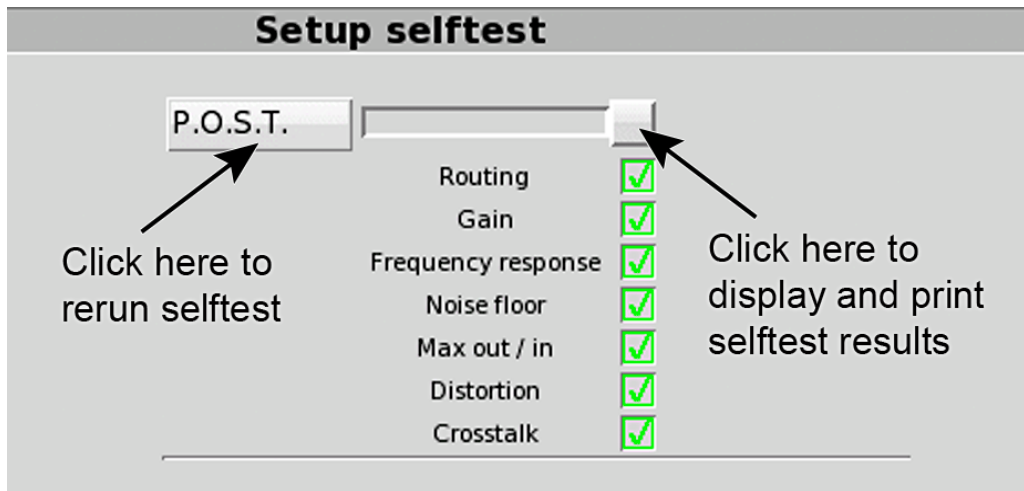 Setup selftest
P.O.S.T.
Routing
Gain
Frequency response
Noise floor
Max out / in
Distortion
Crosstalk
Click here to
rerun selftest
Click here to
display and print
selftest results